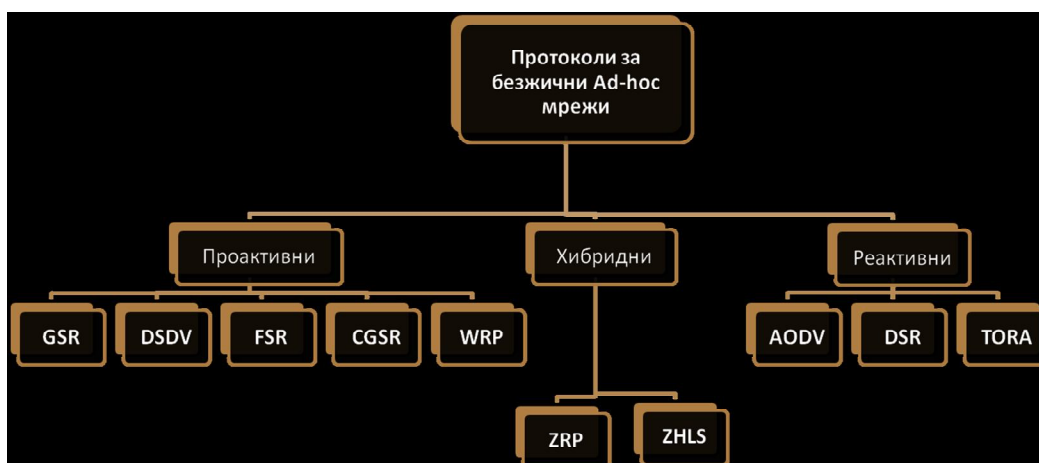 Протоколи за
безжични Ad-hoc
мрежи
Проактивни
Хибридни
Реактивни
GSR
DSDV
FSR
CGSR
WRP
AODV
DSR
TORA
ZRP
ZHLS